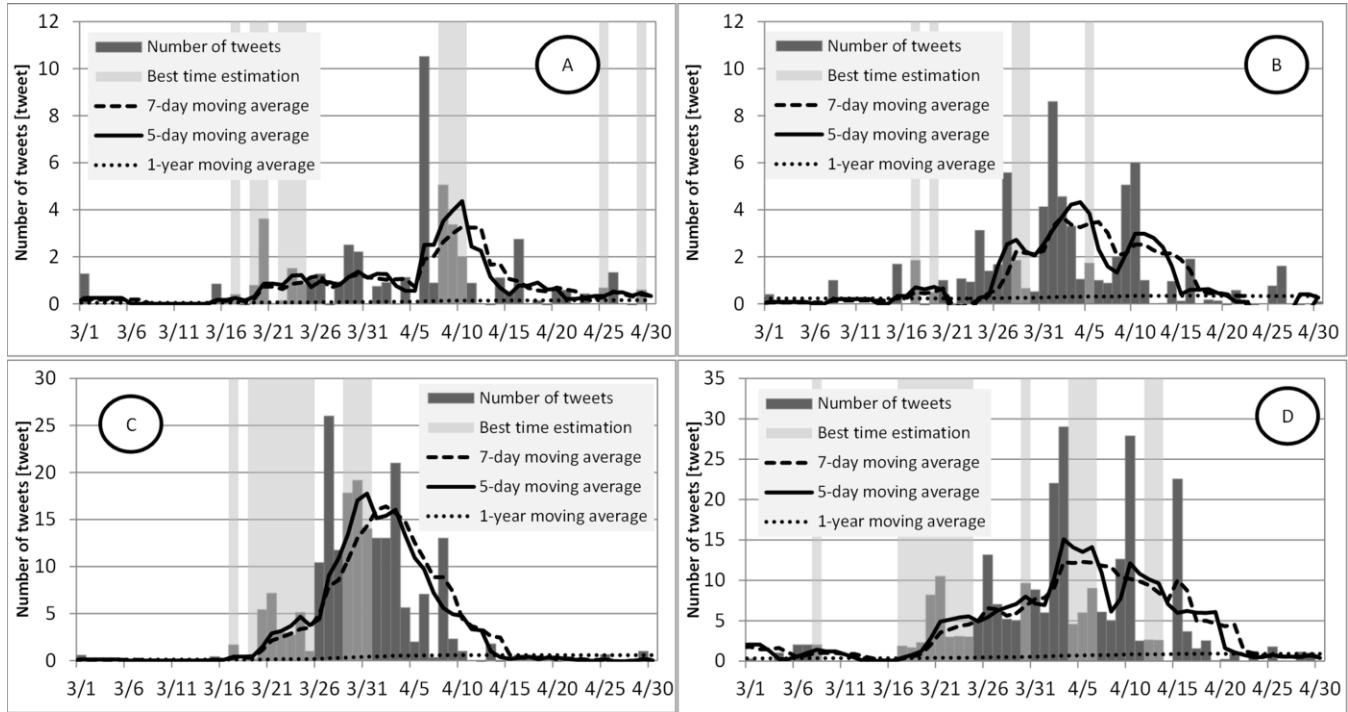 Number of tweets [tweet]
12
10
8
6
4
2
0
Number of tweets
Best time estimation
7-day moving average
5-day moving average
1-year moving average
A
3/1 3/6 3/11 3/16 3/21 3/26 3/31 4/5 4/10 4/15 4/20 4/25 4/30
Number of tweets [tweet]
12
10
8
6
4
2
0
Number of tweets
Best time estimation
7-day moving average
5-day moving average
1-year moving average
B
3/1 3/6 3/11 3/16 3/21 3/26 3/31 4/5 4/10 4/15 4/20 4/25 4/30
Number of tweets [tweet]
30
25
20
15
10
5
0
C
Number of tweets
Best time estimation
7-day moving average
5-day moving average
1-year moving average
3/1 3/6 3/11 3/16 3/21 3/26 3/31 4/5 4/10 4/15 4/20 4/25 4/30
Number of tweets [tweet]
35
30
25
20
15
10
5
0
Number of tweets
Best time estimation
7-day moving average
5-day moving average
1-year moving average
D
3/1 3/6 3/11 3/16 3/21 3/26 3/31 4/5 4/10 4/15 4/20 4/25 4/30